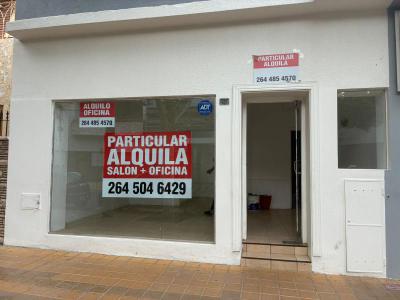 PARTICULAR
ALQUILA
264 485 4570
ALQUILO
OFICINA
264 485 4570
ADT
PARTICULAR
ALQUILA
SALON + OFICINA
264 504 6429